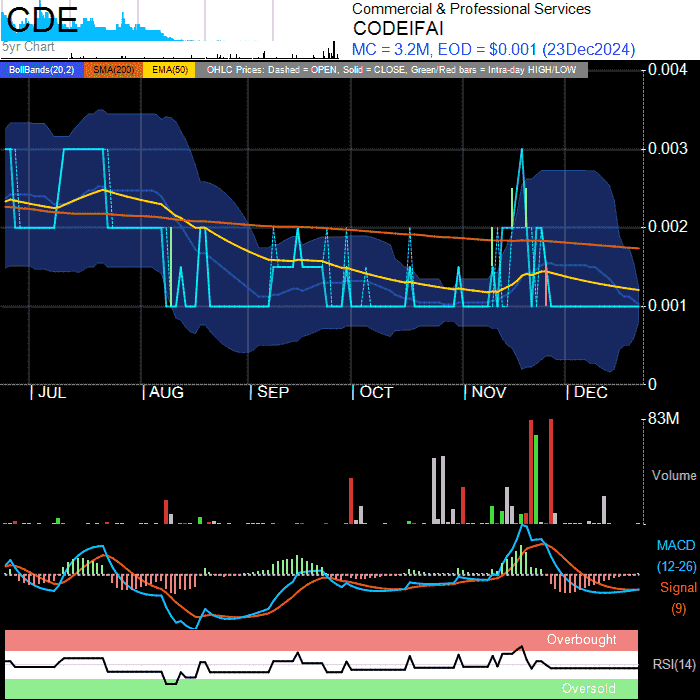 CDE
5yr Chart
Commercial & Professional Services
CODEIFAI
MC = 3.2M, EOD = $0.001 (23Dec2024)
BollBands(20,2) SMA(200) EMA(50) OHLC Prices: Dashed = OPEN, Solid = CLOSE, Green/Red bars = Intra-day HIGH/LOW
0.004
0.003
0.002
0.001
0
JUL AUG SEP OCT NOV DEC
83M
Volume
MACD
(12-26)
Signal
(9)
Overbought
RSI(14)
Oversold